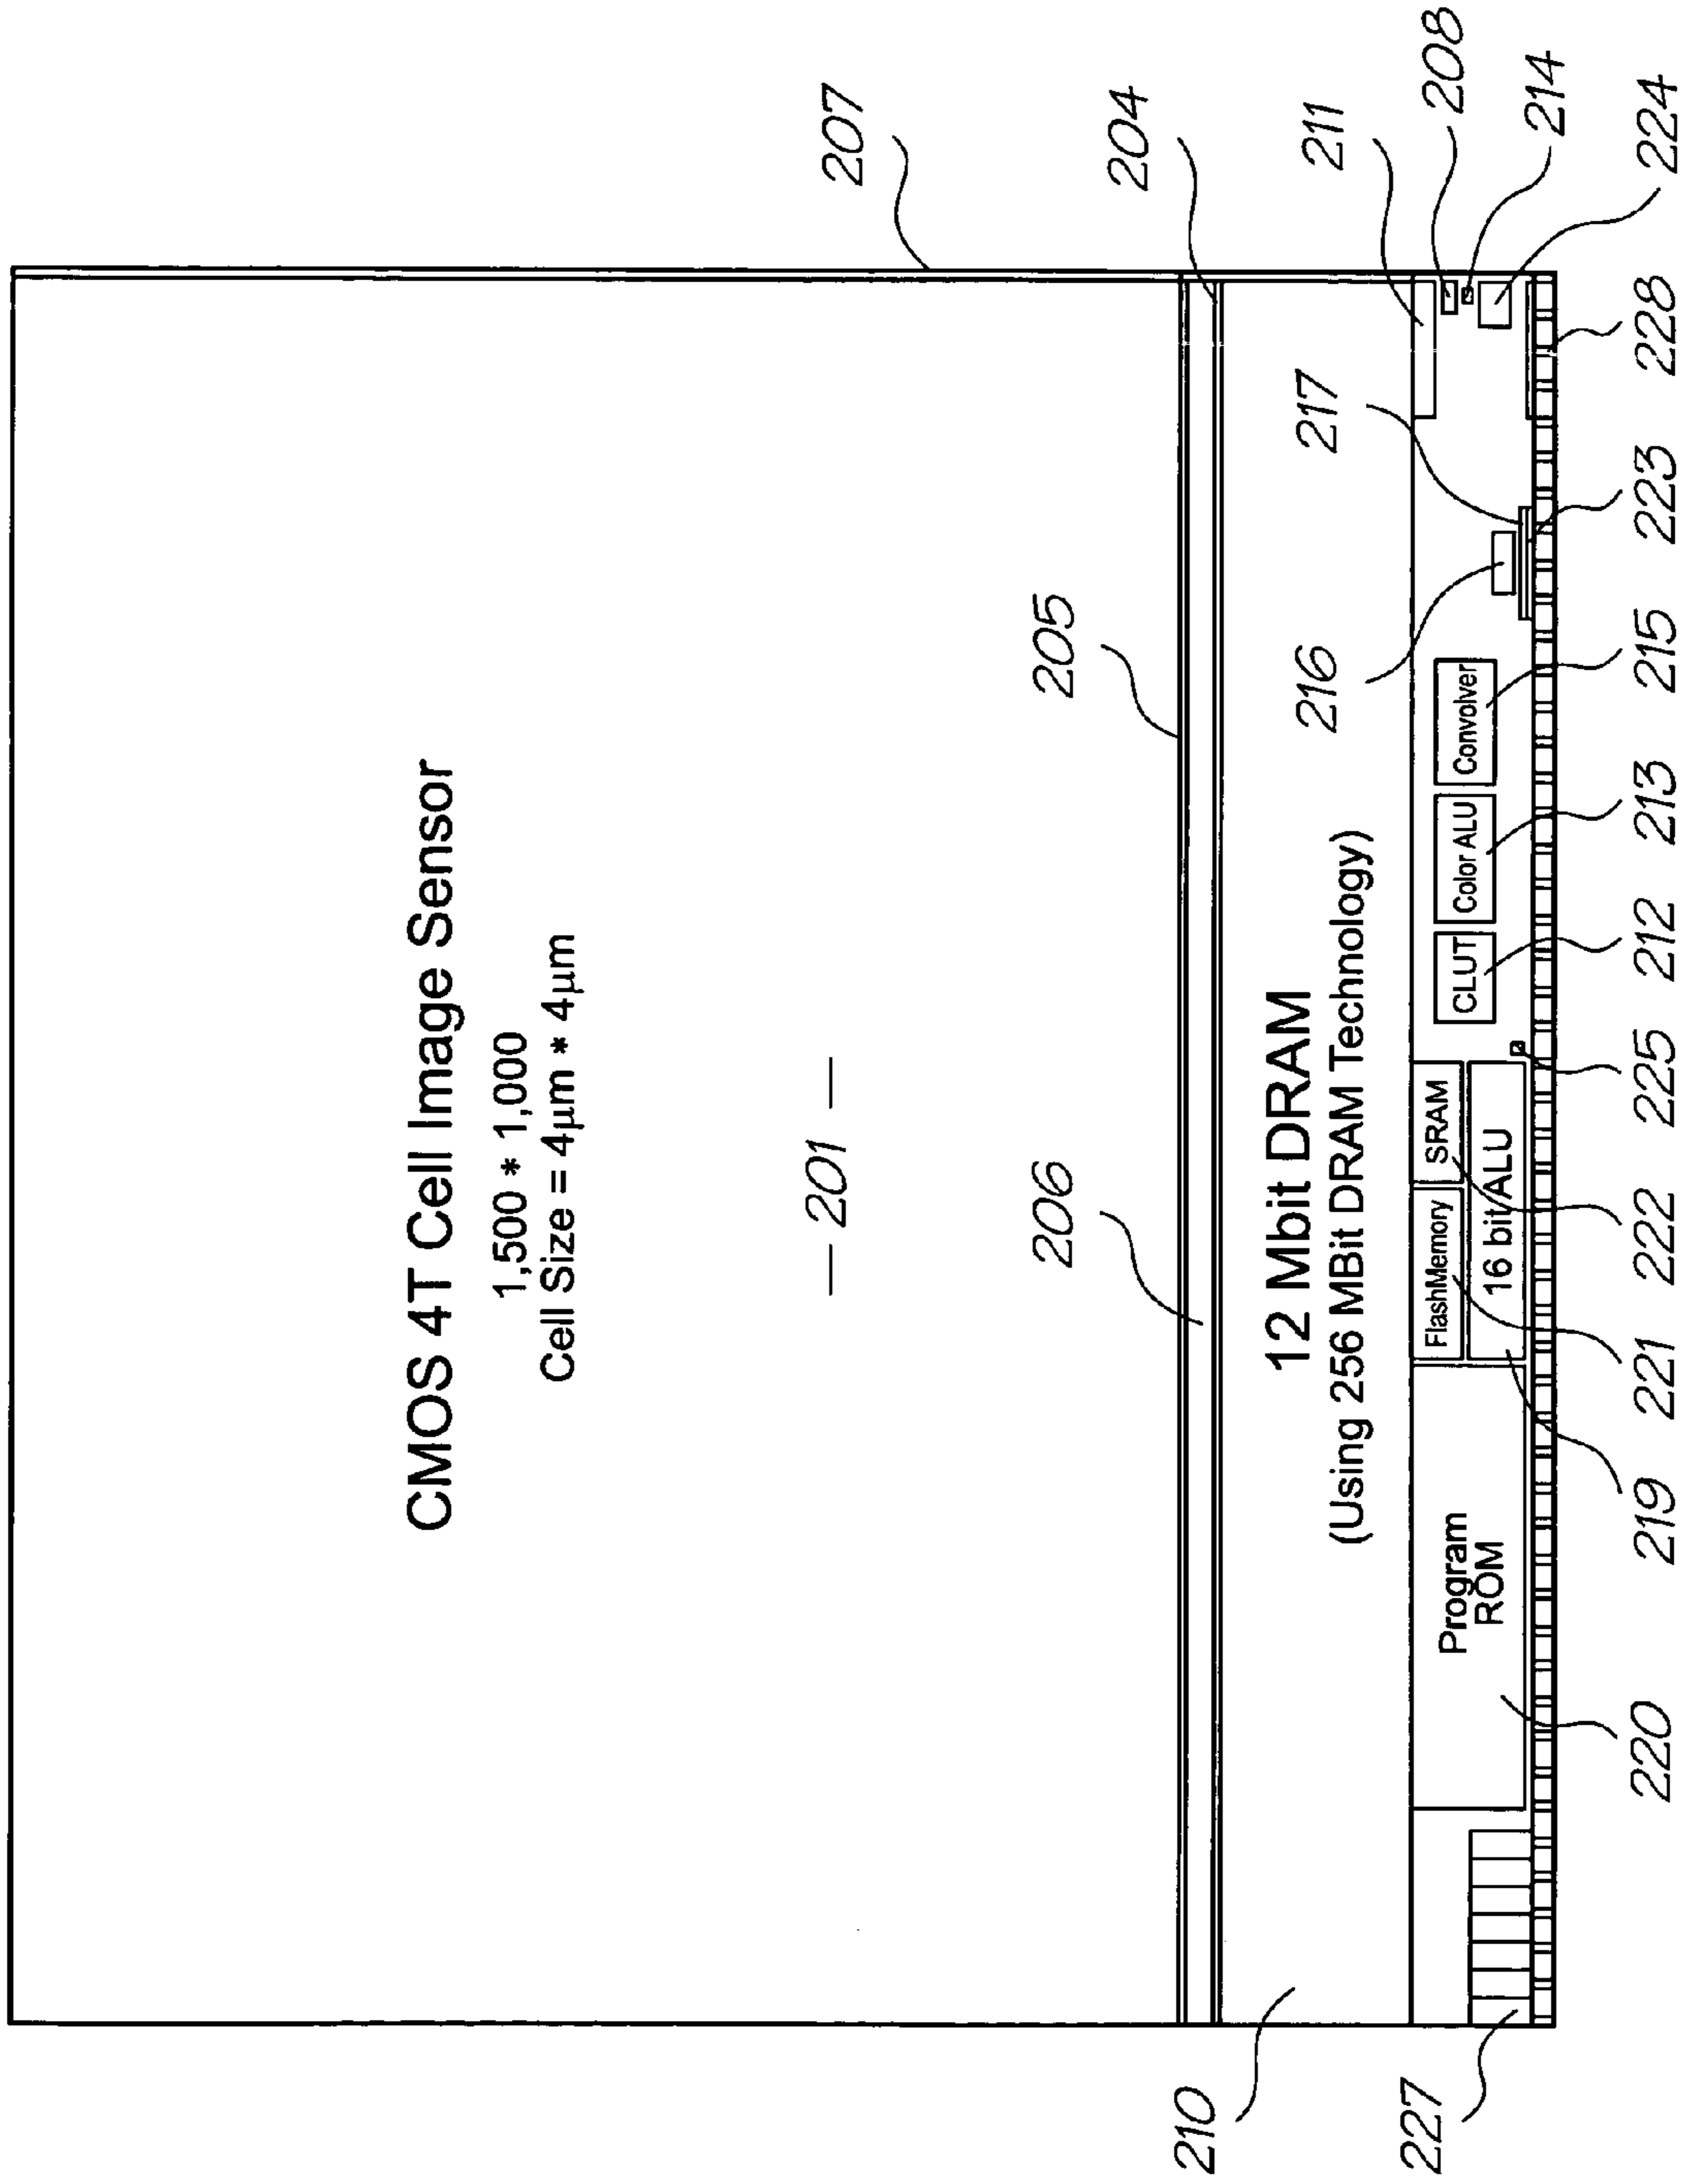 CMOS 4T Cell Image Sensor
1,500 * 1,000
Cell Size = 4μm * 4μm
— 201 —
207
206
205
204
12 Mbit DRAM
(Using 256 MBit DRAM Technology)
210
216
217
211
208
214
224
227
Program
ROM
FlashMemory
SRAM
16 bit ALU
CLUT
Color ALU
Convolver
220
219
221
222
225
212
213
215
223
228